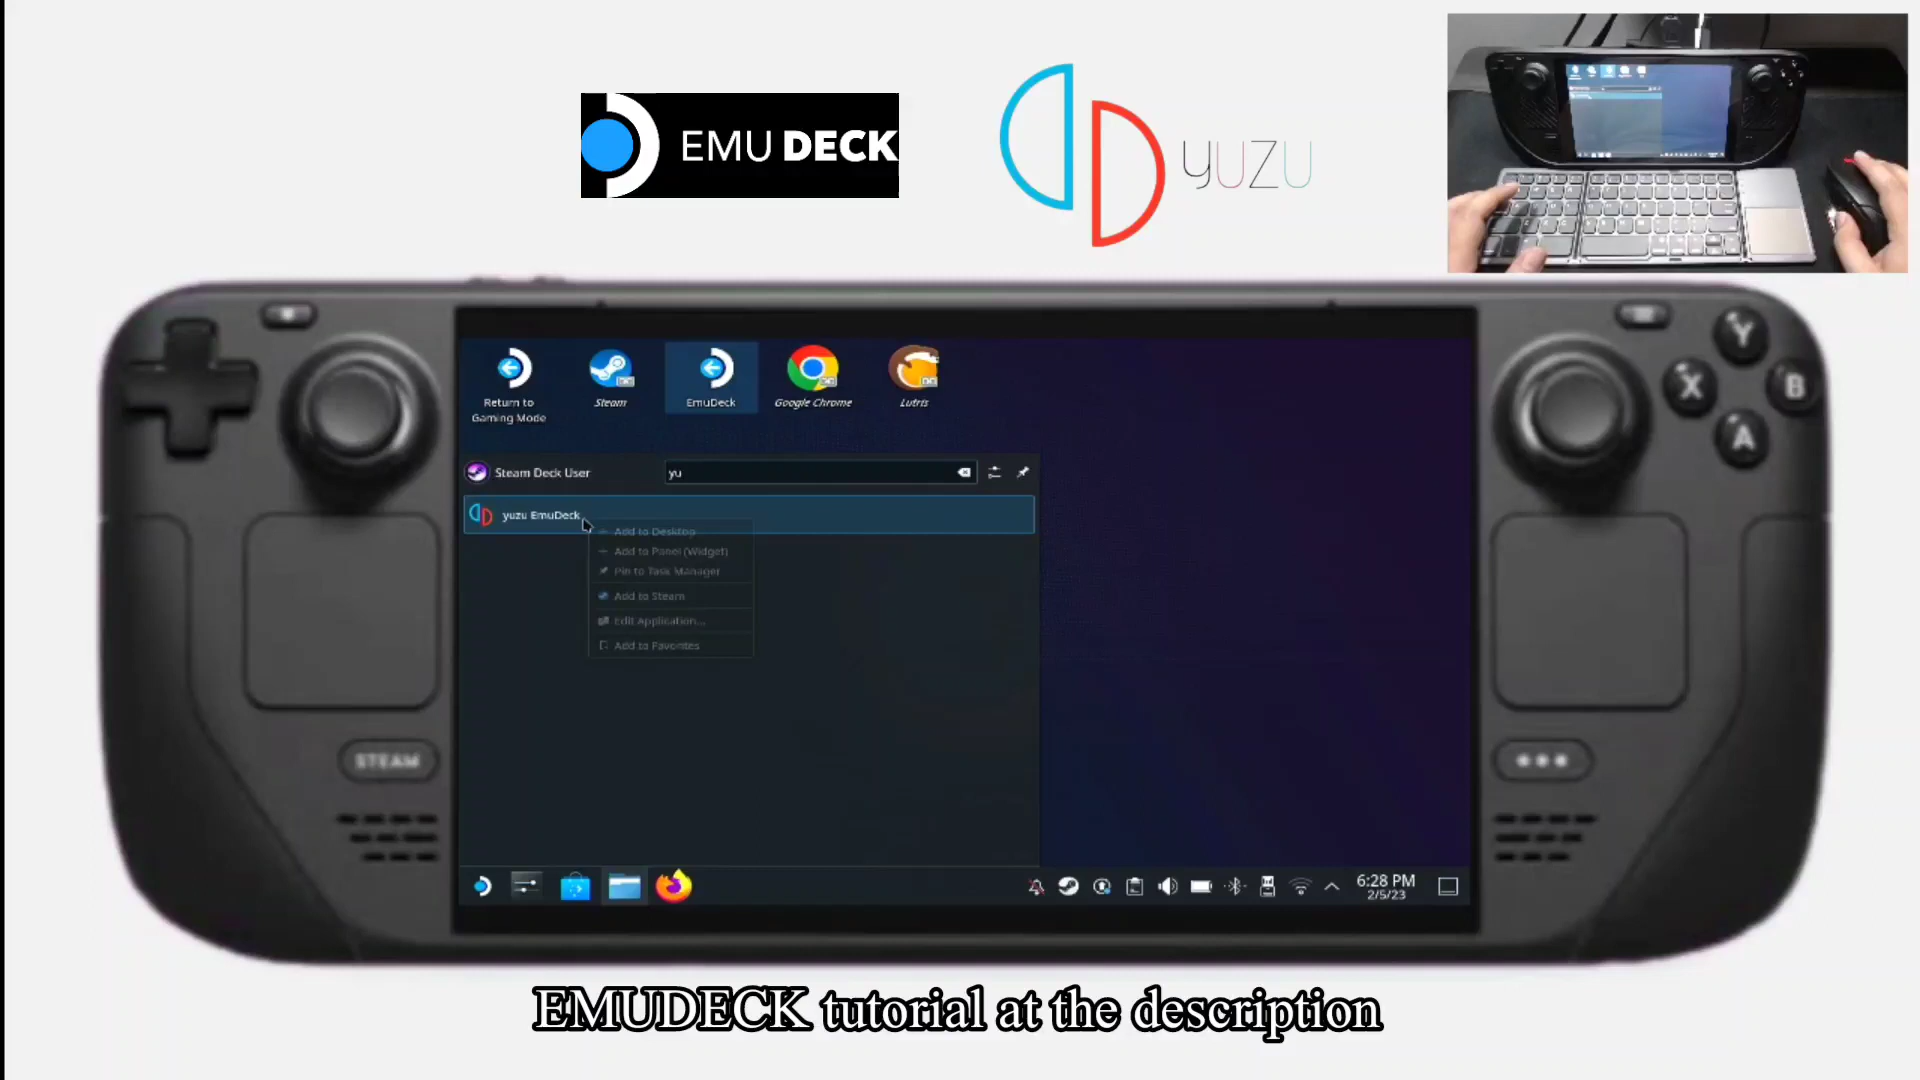 EMU DECK
yuzu
Y
X
B
A
STEAM
Return to
Gaming Mode
Steam
EmuDeck
Google Chrome
Lutris
Steam Deck User
yu
yuzu EmuDeck
Add to Desktop
Add to Panel (Widget)
Pin to Task Manager
Add to Steam
Edit Application...
Add to Favorites
6:28 PM
2/5/23
EMUDECK tutorial at the description